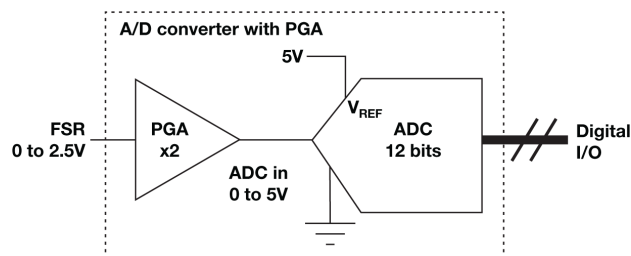 A/D converter with PGA
5V
VREF
FSR
0 to 2.5V
PGA
x2
ADC in
0 to 5V
ADC
12 bits
Digital
I/O